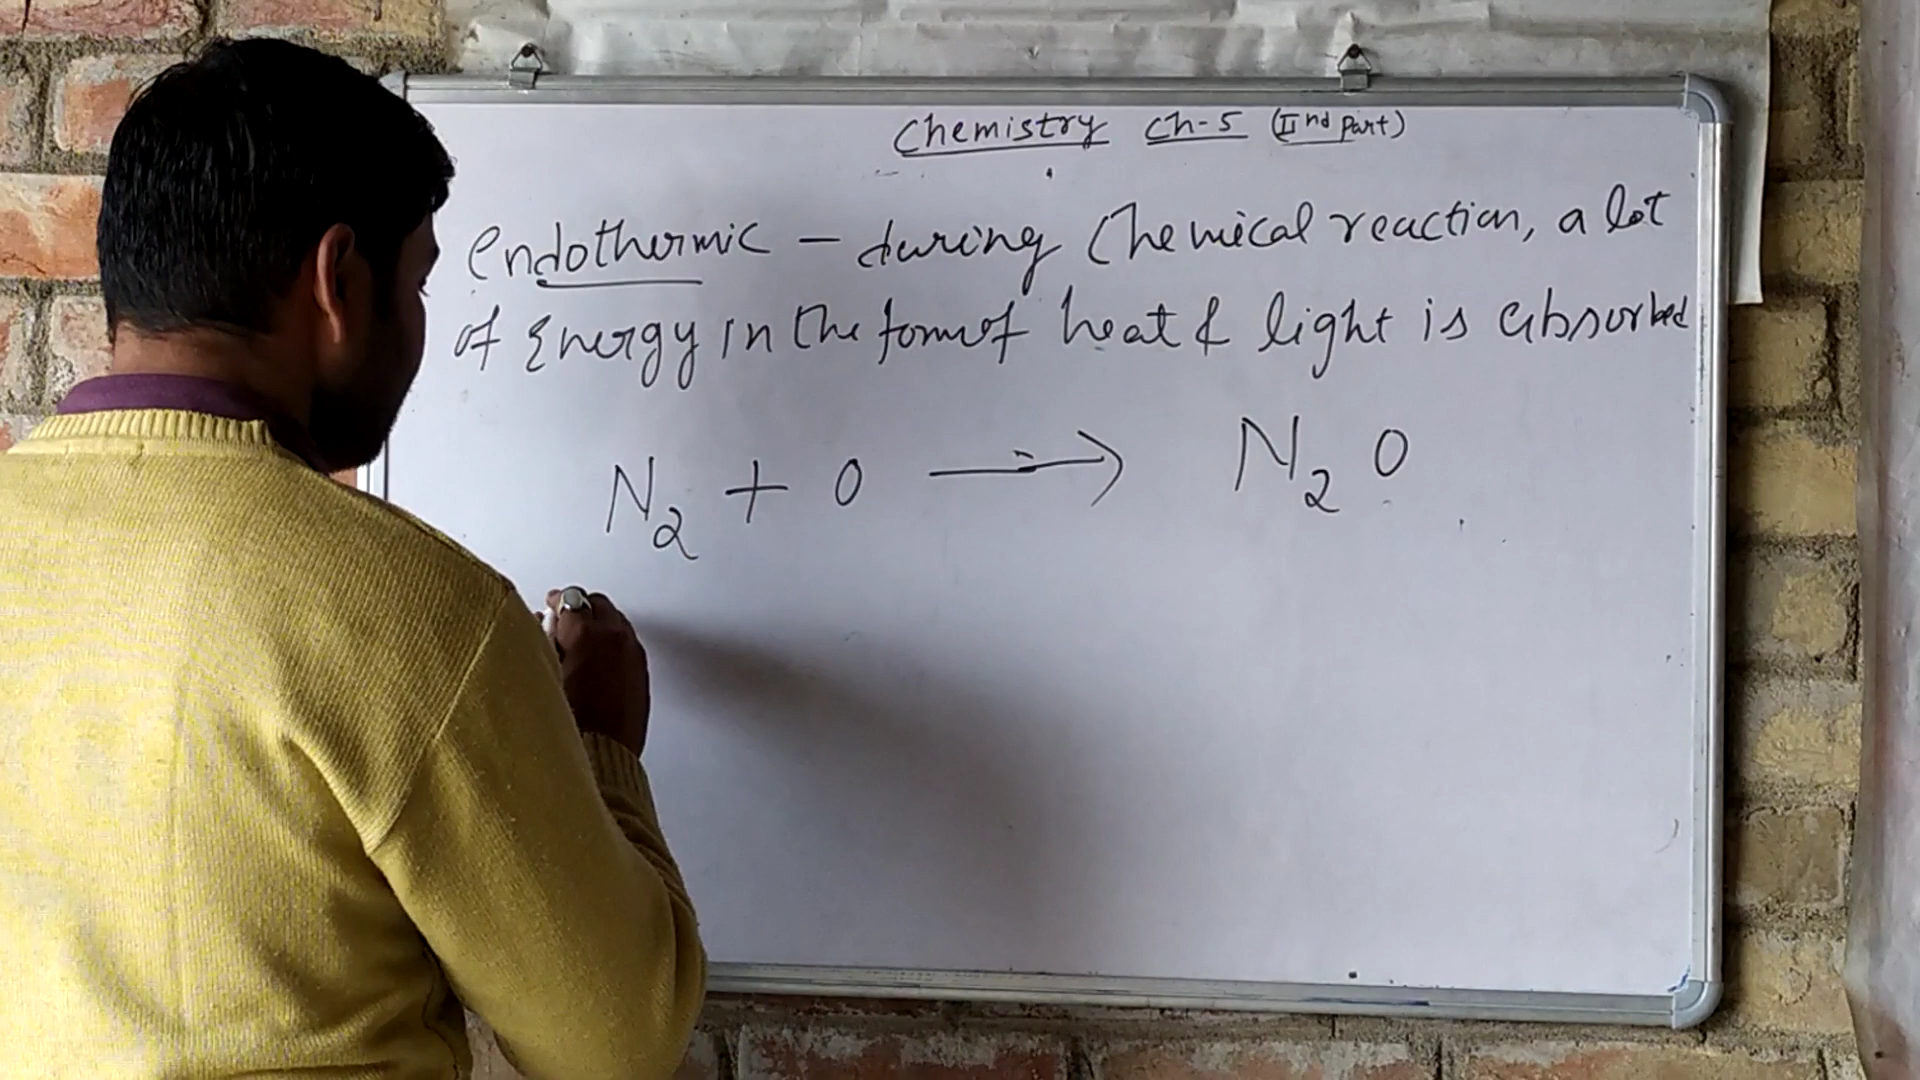 Chemistry Ch-5 (IInd Part)
endothermic – during Chemical reaction, a lot
of Energy in the form of heat & light is absorbed
N₂ + O → N₂O